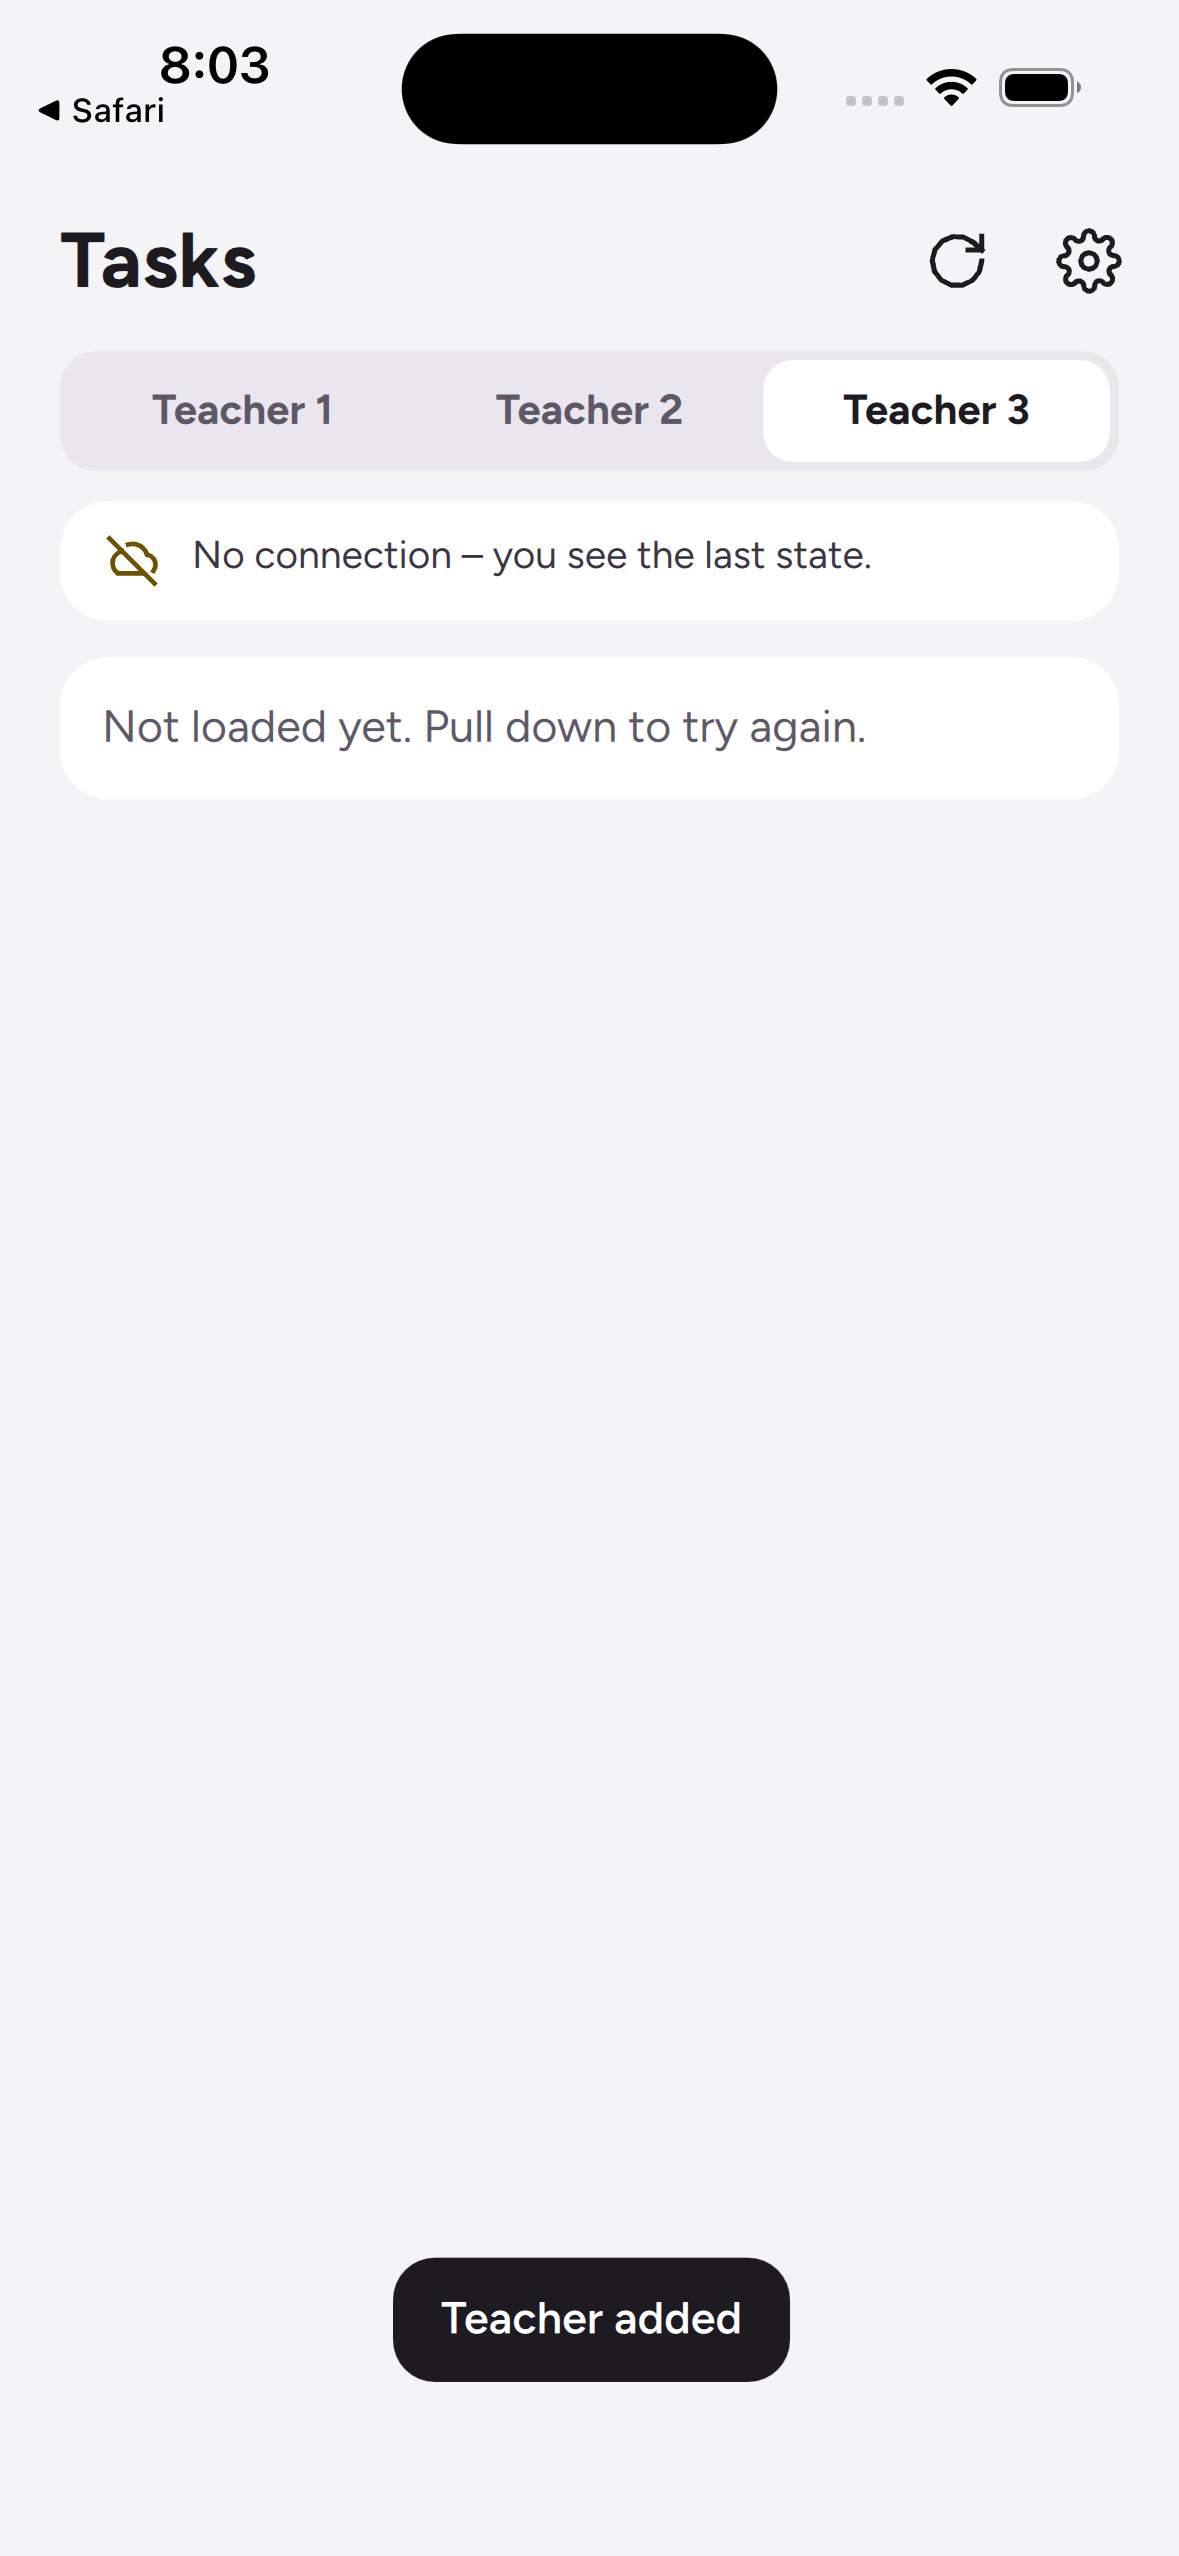 8:03
Safari
Tasks
Teacher 1
Teacher 2
Teacher 3
No connection – you see the last state.
Not loaded yet. Pull down to try again.
Teacher added